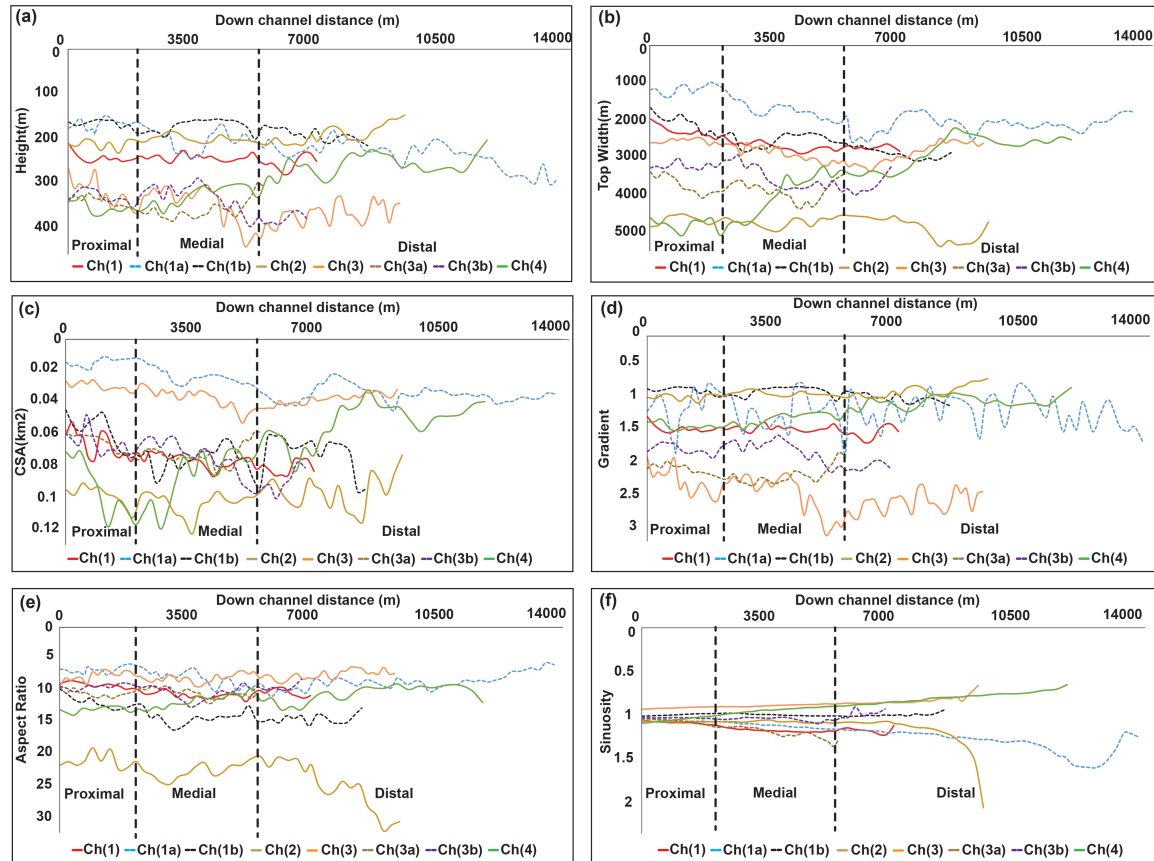 (a)
Down channel distance (m)
0 3500 7000 10500 14000
0
100
200
300
400
Height(m)
Proximal Medial Distal
Ch(1) Ch(1a) Ch(1b) Ch(2) Ch(3) Ch(3a) Ch(3b) Ch(4)
(b)
Down channel distance (m)
0 3500 7000 10500 14000
0
1000
2000
3000
4000
5000
Top Width(m)
Proximal Medial Distal
Ch(1) Ch(1a) Ch(1b) Ch(2) Ch(3) Ch(3a) Ch(3b) Ch(4)
(c)
Down channel distance (m)
0 3500 7000 10500 14000
0
0.02
0.04
0.06
0.08
0.1
0.12
CSA(km2)
Proximal Medial Distal
Ch(1) Ch(1a) Ch(1b) Ch(2) Ch(3) Ch(3a) Ch(3b) Ch(4)
(d)
Down channel distance (m)
0 3500 7000 10500 14000
0
0.5
1
1.5
2
2.5
3
Gradient
Proximal Medial Distal
Ch(1) Ch(1a) Ch(1b) Ch(2) Ch(3) Ch(3a) Ch(3b) Ch(4)
(e)
Down channel distance (m)
0 3500 7000 10500 14000
0
5
10
15
20
25
30
Aspect Ratio
Proximal Medial Distal
Ch(1) Ch(1a) Ch(1b) Ch(2) Ch(3) Ch(3a) Ch(3b) Ch(4)
(f)
Down channel distance (m)
0 3500 7000 10500 14000
0
0.5
1
1.5
2
Sinuosity
Proximal Medial Distal
Ch(1) Ch(1a) Ch(1b) Ch(2) Ch(3) Ch(3a) Ch(3b) Ch(4)